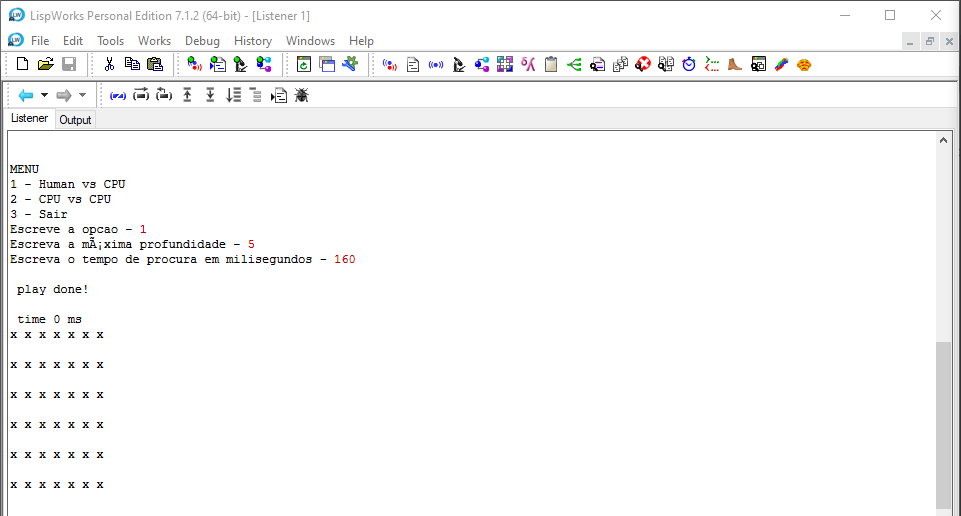 LispWorks Personal Edition 7.1.2 (64-bit) - [Listener 1]
File Edit Tools Works Debug History Windows Help
Listener Output
MENU
1 - Human vs CPU
2 - CPU vs CPU
3 - Sair
Escreve a opcao - 1
Escreva a mÃ¡xima profundidade - 5
Escreva o tempo de procura em milisegundos - 160
play done!
time 0 ms
x x x x x x x
x x x x x x x
x x x x x x x
x x x x x x x
x x x x x x x
x x x x x x x